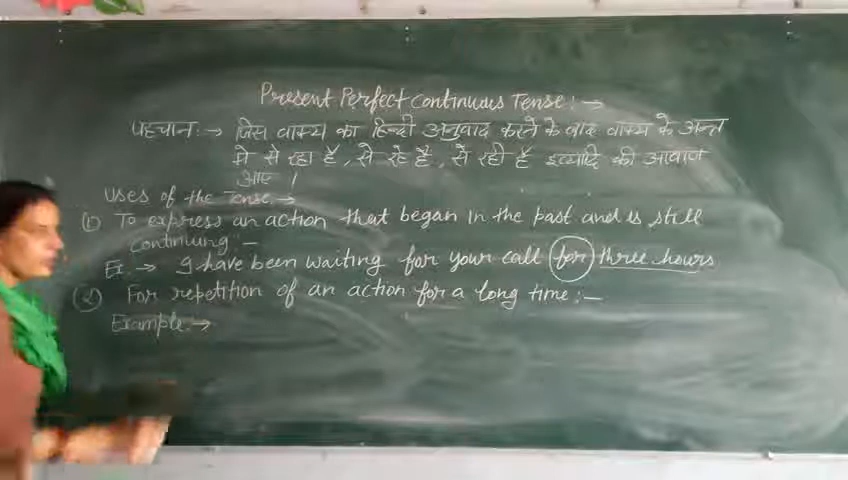 Present Perfect Continuous Tense :→
पहचान :→ जिस वाक्य का हिन्दी अनुवाद करने के बाद वाक्य के अन्त
मे से रहा है, से रहे हैं, से रही है इत्यादि की आवाज
आए ।
Uses of the Tense :→
(1) To express an action that began in the past and is still
continuing :-
Ex. :→ I have been waiting for your call for three hours
(2) For repetition of an action for a long time :-
Example :→